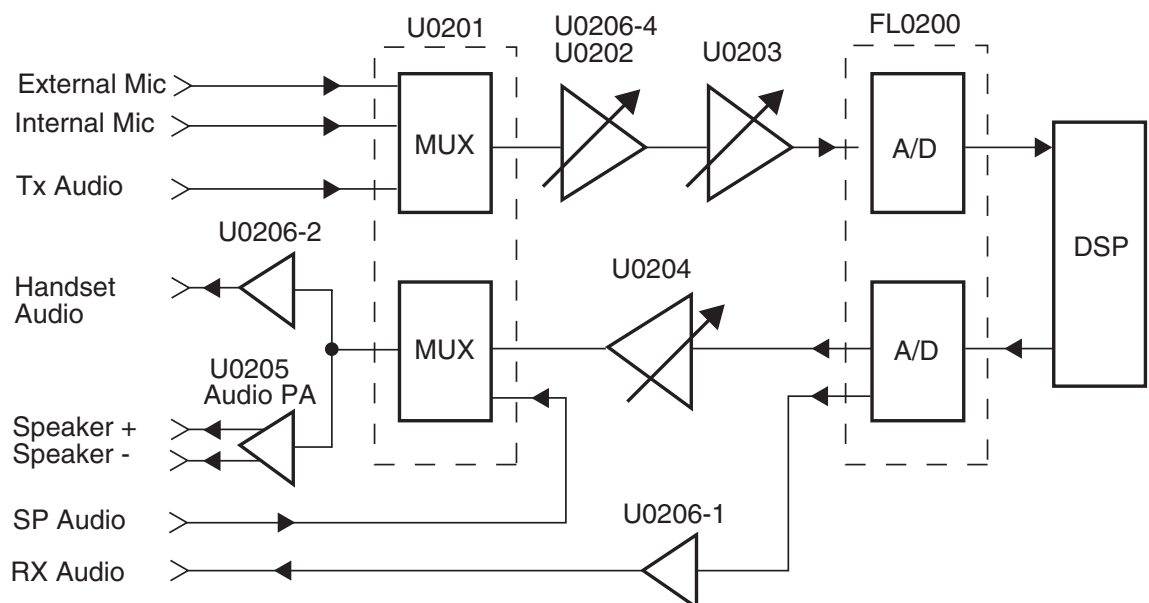 U0201
U0206-4
U0202
U0203
FL0200
External Mic
Internal Mic
Tx Audio
MUX
A/D
DSP
U0206-2
Handset
Audio
U0204
MUX
A/D
U0205
Audio PA
Speaker +
Speaker -
SP Audio
U0206-1
RX Audio